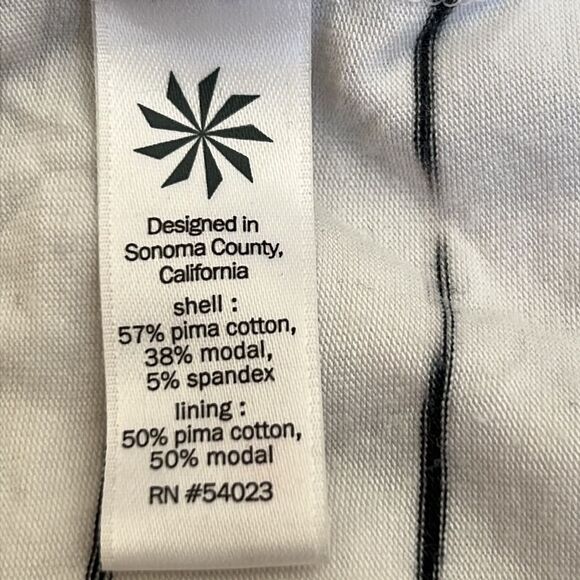 Designed in
Sonoma County,
California
shell :
57% pima cotton,
38% modal,
5% spandex
lining :
50% pima cotton,
50% modal
RN #54023